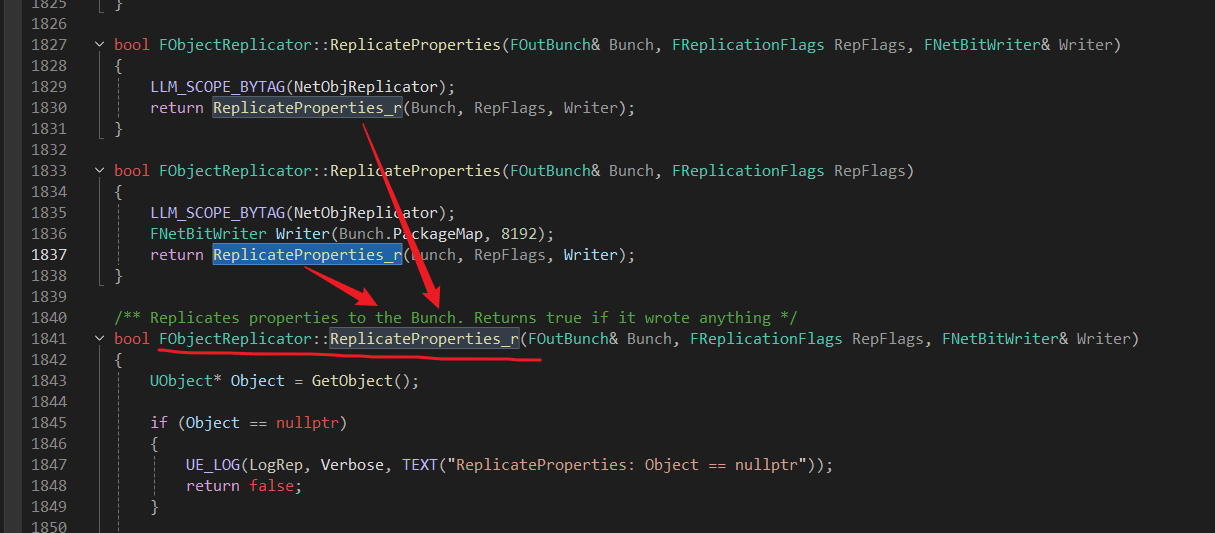 1825 }
1826
1827 bool FObjectReplicator::ReplicateProperties(FOutBunch& Bunch, FReplicationFlags RepFlags, FNetBitWriter& Writer)
1828 {
1829 LLM_SCOPE_BYTAG(NetObjReplicator);
1830 return ReplicateProperties_r(Bunch, RepFlags, Writer);
1831 }
1832
1833 bool FObjectReplicator::ReplicateProperties(FOutBunch& Bunch, FReplicationFlags RepFlags)
1834 {
1835 LLM_SCOPE_BYTAG(NetObjReplicator);
1836 FNetBitWriter Writer(Bunch.PackageMap, 8192);
1837 return ReplicateProperties_r(Bunch, RepFlags, Writer);
1838 }
1839
1840 /** Replicates properties to the Bunch. Returns true if it wrote anything */
1841 bool FObjectReplicator::ReplicateProperties_r(FOutBunch& Bunch, FReplicationFlags RepFlags, FNetBitWriter& Writer)
1842 {
1843 UObject* Object = GetObject();
1844
1845 if (Object == nullptr)
1846 {
1847 UE_LOG(LogRep, Verbose, TEXT("ReplicateProperties: Object == nullptr"));
1848 return false;
1849 }
1850